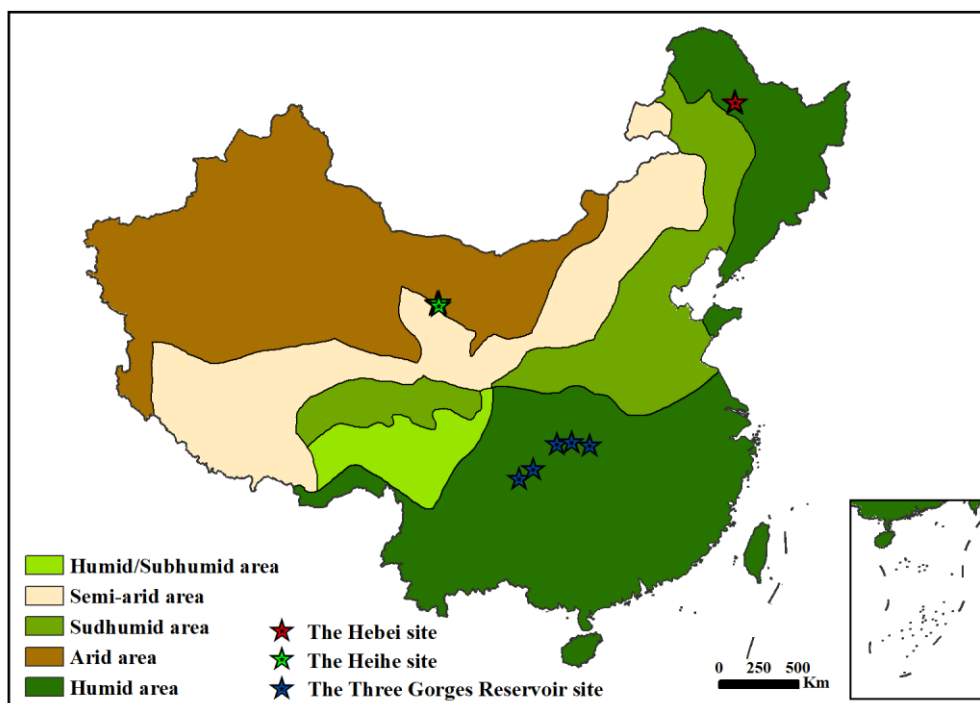 Humid/Subhumid area
Semi-arid area
Sudhumid area
Arid area
Humid area
The Hebei site
The Heihe site
The Three Gorges Reservoir site
0 250 500
Km